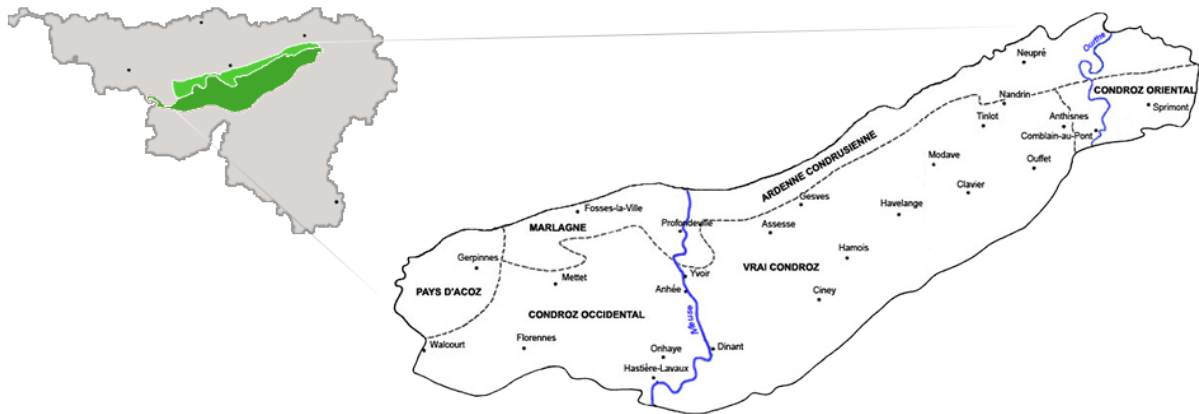 Ourthe
Neupré
CONDROZ ORIENTAL
Nandrin
Sprimont
Tinlot
Anthisnes
Comblain-au-Pont
ARDENNE CONDRUSIENNE
Modave
Ouffet
Clavier
Gesves
Havelange
Fosses-la-Ville
Profondeville
Assesse
MARLAGNE
Gerpinnes
Hamois
VRAI CONDROZ
Yvoir
Mettet
PAYS D'ACOZ
Anhée
Ciney
CONDROZ OCCIDENTAL
Meuse
Walcourt
Florennes
Onhaye
Dinant
Hastière-Lavaux